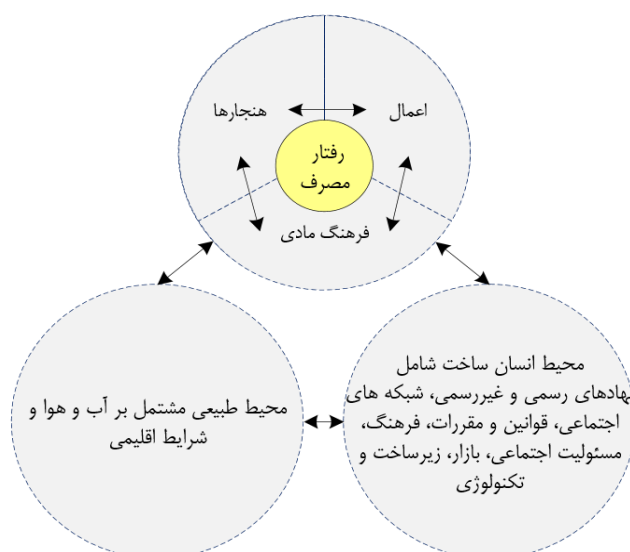 هنجارها
اعمال
رفتار
مصرف
فرهنگ مادی
محیط انسان ساخت شامل
نهادهای رسمی و غیررسمی، شبکه های
اجتماعی، قوانین و مقررات، فرهنگ،
مسئولیت اجتماعی، بازار، زیرساخت و
تکنولوژی
محیط طبیعی مشتمل بر آب و هوا و
شرایط اقلیمی